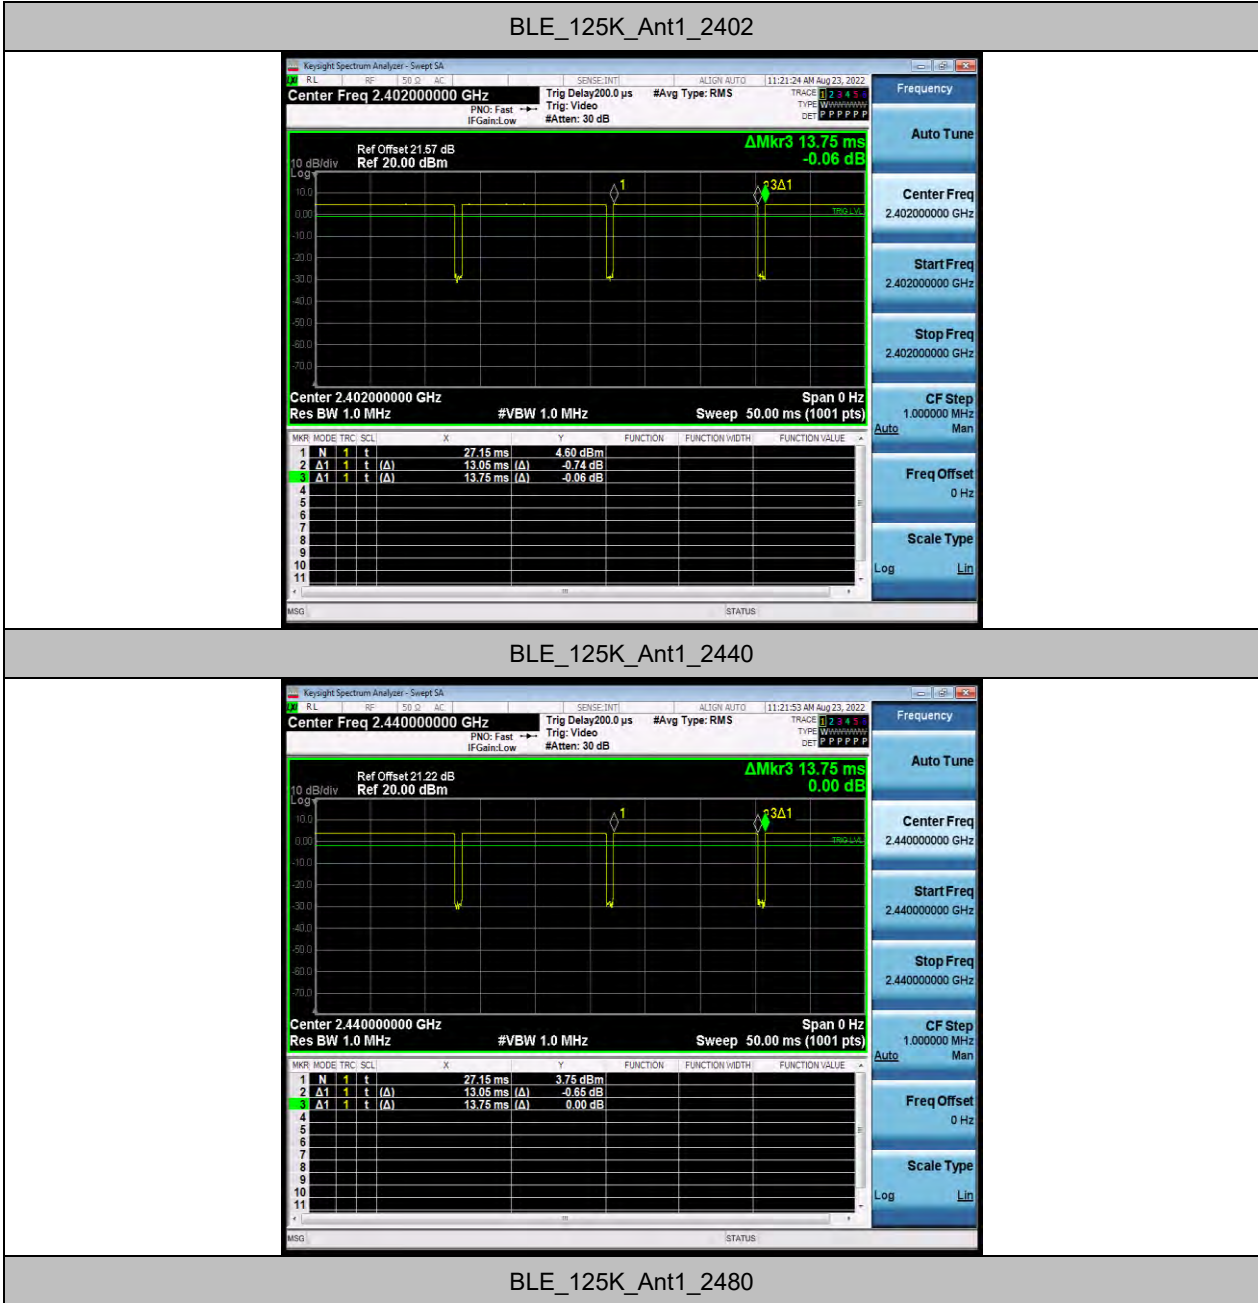 BLE_125K_Ant1_2402
Keysight Spectrum Analyzer - Swept SA
LXI RL RF 50 Ω AC SENSE:INT ALIGN AUTO 11:21:24 AM Aug 23, 2022
Center Freq 2.402000000 GHz
Trig Delay200.0 µs #Avg Type: RMS
TRACE 1 2 3 4 5 6
PNO: Fast Trig: Video
TYPE WWWWWW
IFGain:Low #Atten: 30 dB
DET P P P P P P
Frequency
Auto Tune
ΔMkr3 13.75 ms
-0.06 dB
Ref Offset 21.57 dB
10 dB/div Ref 20.00 dBm
Log
10.0
0.00
-10.0
-20.0
-30.0
-40.0
-50.0
-60.0
-70.0
1
3Δ1
TRIG LVL
Center 2.402000000 GHz Span 0 Hz
Res BW 1.0 MHz #VBW 1.0 MHz Sweep 50.00 ms (1001 pts)
Center Freq
2.402000000 GHz
Start Freq
2.402000000 GHz
Stop Freq
2.402000000 GHz
CF Step
1.000000 MHz
Auto Man
Freq Offset
0 Hz
Scale Type
Log Lin
MKR MODE TRC SCL X Y FUNCTION FUNCTION WIDTH FUNCTION VALUE
1 N 1 t 27.15 ms 4.60 dBm
2 Δ1 1 t (Δ) 13.05 ms (Δ) -0.74 dB
3 Δ1 1 t (Δ) 13.75 ms (Δ) -0.06 dB
4
5
6
7
8
9
10
11
MSG STATUS
BLE_125K_Ant1_2440
Keysight Spectrum Analyzer - Swept SA
LXI RL RF 50 Ω AC SENSE:INT ALIGN AUTO 11:21:53 AM Aug 23, 2022
Center Freq 2.440000000 GHz
Trig Delay200.0 µs #Avg Type: RMS
TRACE 1 2 3 4 5 6
PNO: Fast Trig: Video
TYPE WWWWWW
IFGain:Low #Atten: 30 dB
DET P P P P P P
Frequency
Auto Tune
ΔMkr3 13.75 ms
0.00 dB
Ref Offset 21.22 dB
10 dB/div Ref 20.00 dBm
Log
10.0
0.00
-10.0
-20.0
-30.0
-40.0
-50.0
-60.0
-70.0
1
3Δ1
TRIG LVL
Center 2.440000000 GHz Span 0 Hz
Res BW 1.0 MHz #VBW 1.0 MHz Sweep 50.00 ms (1001 pts)
Center Freq
2.440000000 GHz
Start Freq
2.440000000 GHz
Stop Freq
2.440000000 GHz
CF Step
1.000000 MHz
Auto Man
Freq Offset
0 Hz
Scale Type
Log Lin
MKR MODE TRC SCL X Y FUNCTION FUNCTION WIDTH FUNCTION VALUE
1 N 1 t 27.15 ms 3.75 dBm
2 Δ1 1 t (Δ) 13.05 ms (Δ) -0.65 dB
3 Δ1 1 t (Δ) 13.75 ms (Δ) 0.00 dB
4
5
6
7
8
9
10
11
MSG STATUS
BLE_125K_Ant1_2480